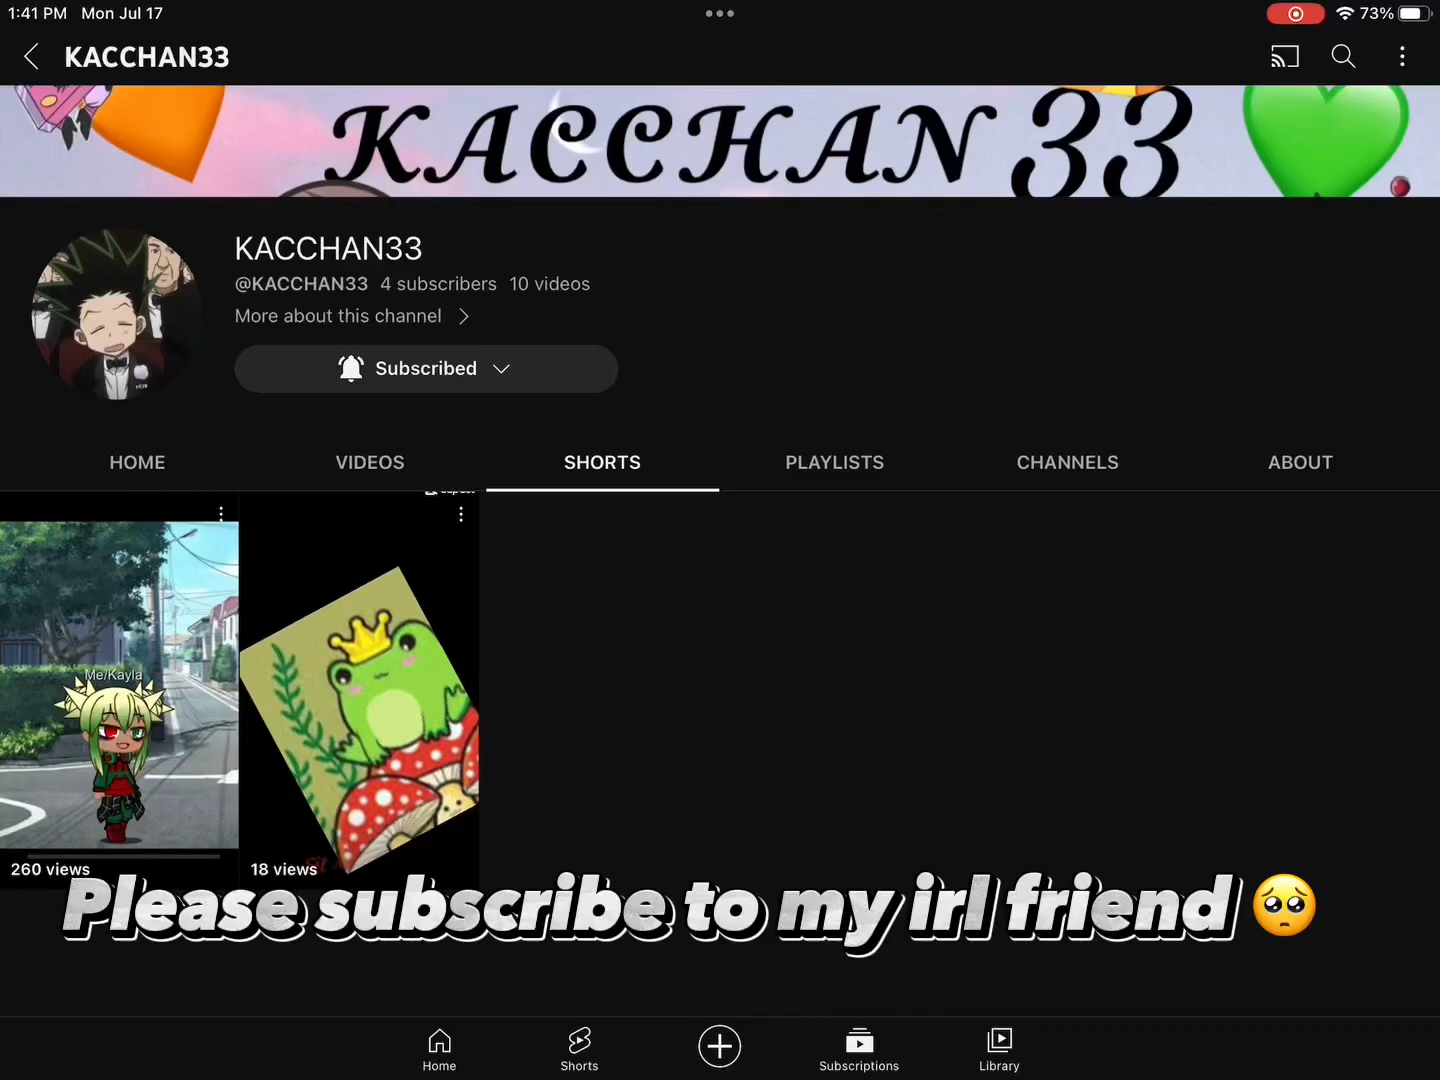 1:41 PM Mon Jul 17
73%
KACCHAN33
KACCHAN 33
KACCHAN33
@KACCHAN33 4 subscribers 10 videos
More about this channel
Subscribed
HOME VIDEOS SHORTS PLAYLISTS CHANNELS ABOUT
Me/Kayla
260 views
18 views
Please subscribe to my irl friend 🥺
Home Shorts Subscriptions Library